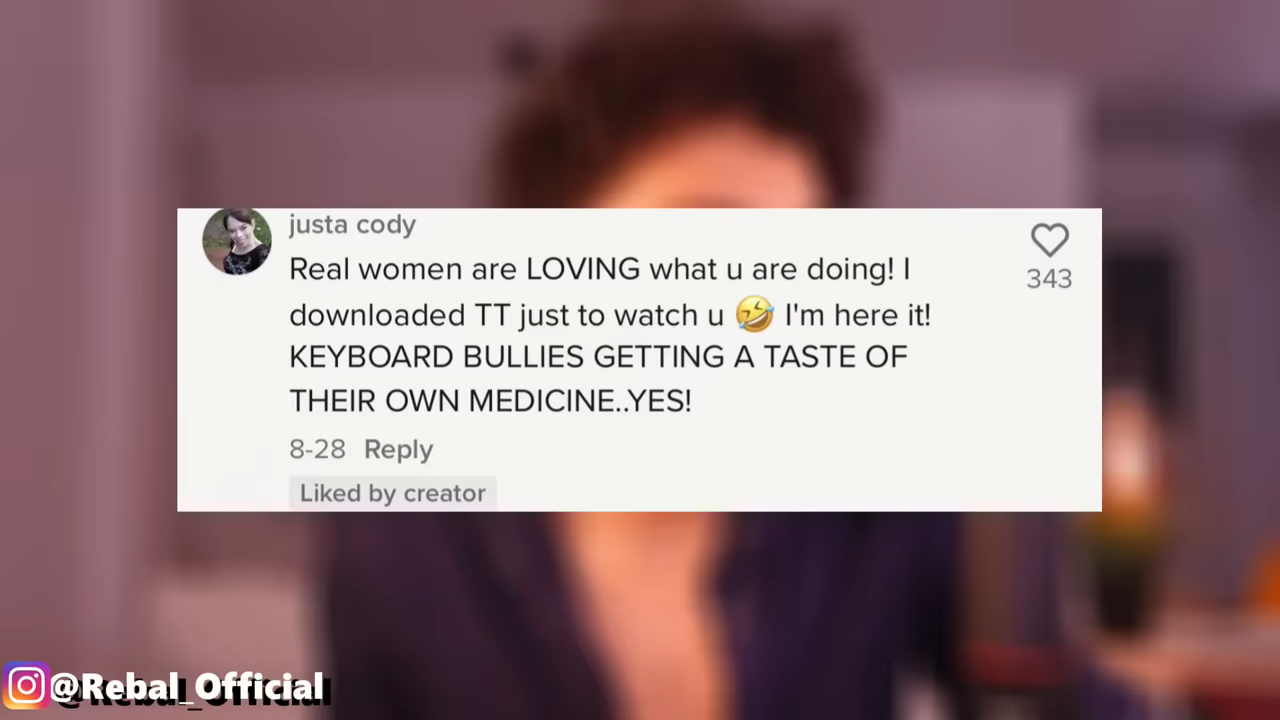 justa cody
Real women are LOVING what u are doing! I
downloaded TT just to watch u 🤣 I'm here it!
KEYBOARD BULLIES GETTING A TASTE OF
THEIR OWN MEDICINE..YES!
343
8-28 Reply
Liked by creator
@Rebal_Official